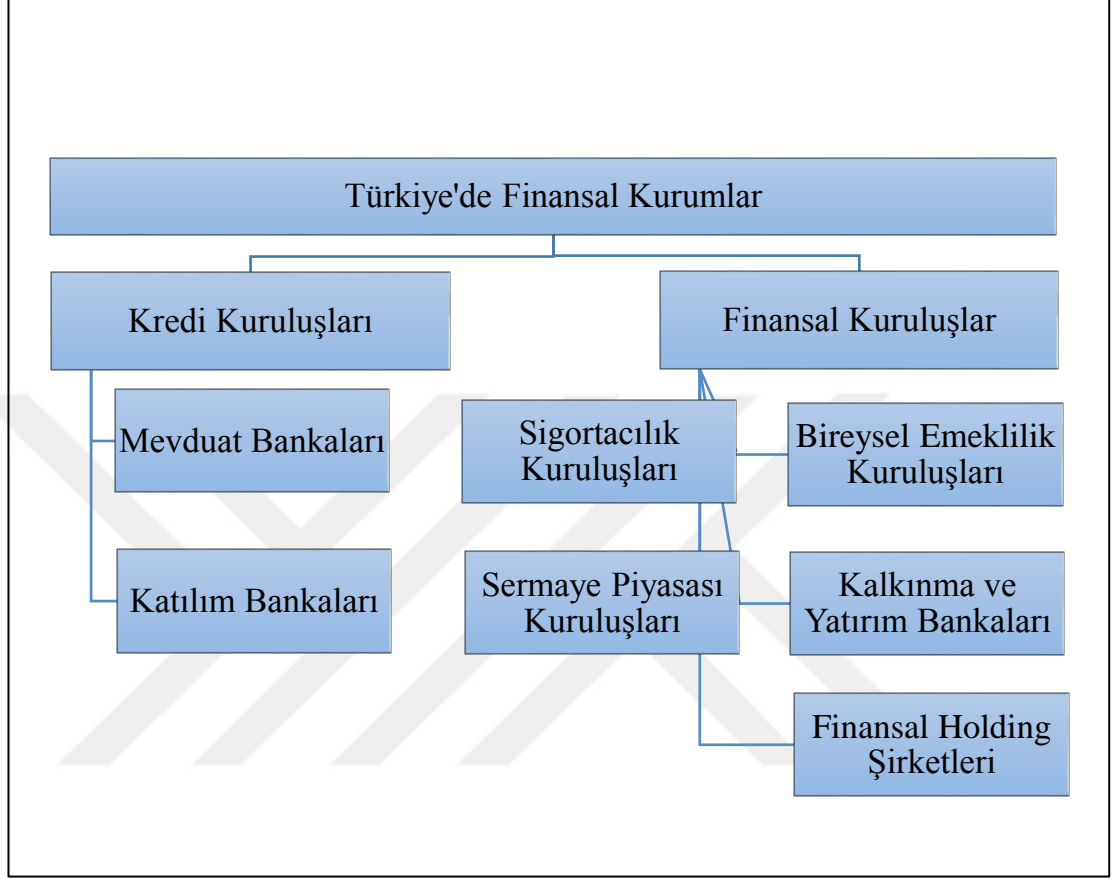 Türkiye'de Finansal Kurumlar
Kredi Kuruluşları
Mevduat Bankaları
Katılım Bankaları
Finansal Kuruluşlar
Sigortacılık
Kuruluşları
Bireysel Emeklilik
Kuruluşları
Sermaye Piyasası
Kuruluşları
Kalkınma ve
Yatırım Bankaları
Finansal Holding
Şirketleri